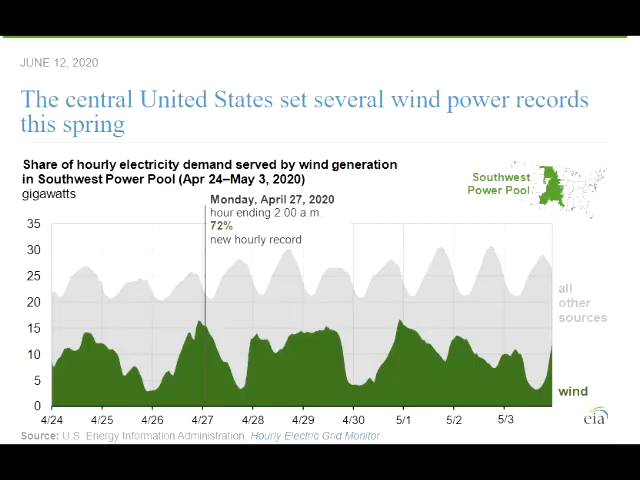 JUNE 12, 2020
The central United States set several wind power records
this spring
Share of hourly electricity demand served by wind generation
in Southwest Power Pool (Apr 24–May 3, 2020)
gigawatts
Southwest
Power Pool
Monday, April 27, 2020
hour ending 2:00 a.m.
72%
new hourly record
35
30
25
20
15
10
5
0
all
other
sources
wind
4/24
4/25
4/26
4/27
4/28
4/29
4/30
5/1
5/2
5/3
eia
Source: U.S. Energy Information Administration, Hourly Electric Grid Monitor